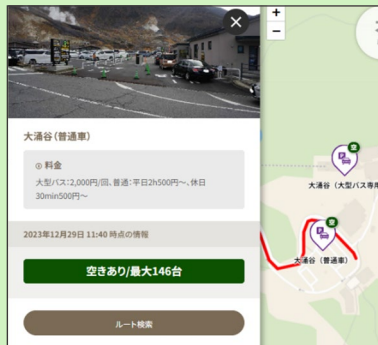 大涌谷（普通車）
料金
大型バス：2,000円/回、普通：平日2h500円～、休日
30min500円～
2023年12月29日 11:40 時点の情報
空きあり/最大146台
ルート検索
+
−
空
P
大涌谷（大型バス専用
空
P
大涌谷（普通車）